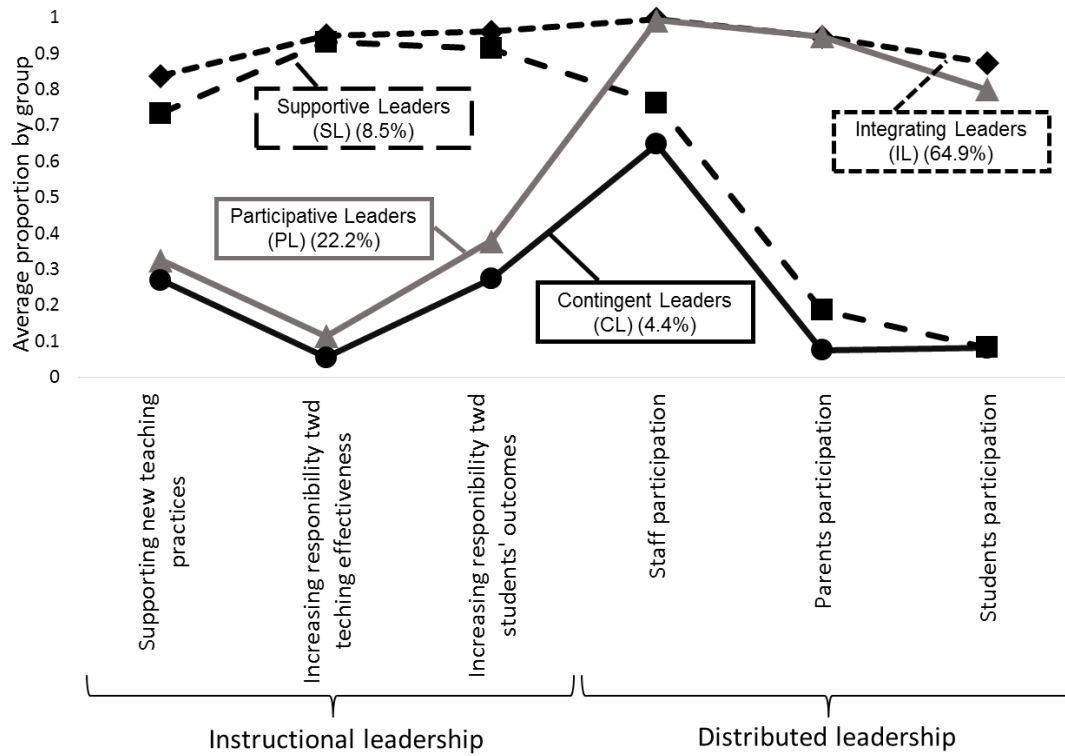 Average proportion by group
1
0.9
0.8
0.7
0.6
0.5
0.4
0.3
0.2
0.1
0
Supportive Leaders
(SL) (8.5%)
Integrating Leaders
(IL) (64.9%)
Participative Leaders
(PL) (22.2%)
Contingent Leaders
(CL) (4.4%)
Supporting new teaching
practices
Increasing responibility twd
teching effectiveness
Increasing responibility twd
students' outcomes
Staff participation
Parents participation
Students participation
Instructional leadership
Distributed leadership